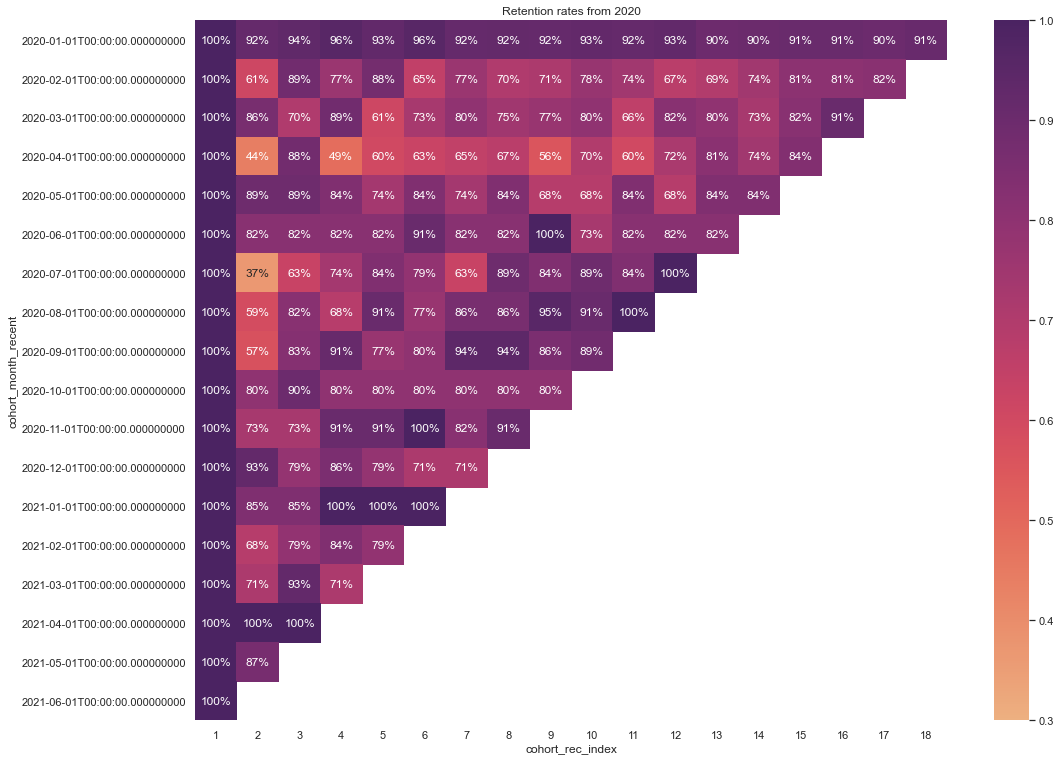 Retention rates from 2020
cohort_month_recent
2020-01-01T00:00:00.000000000 100% 92% 94% 96% 93% 96% 92% 92% 92% 93% 92% 93% 90% 90% 91% 91% 90% 91%
2020-02-01T00:00:00.000000000 100% 61% 89% 77% 88% 65% 77% 70% 71% 78% 74% 67% 69% 74% 81% 81% 82%
2020-03-01T00:00:00.000000000 100% 86% 70% 89% 61% 73% 80% 75% 77% 80% 66% 82% 80% 73% 82% 91%
2020-04-01T00:00:00.000000000 100% 44% 88% 49% 60% 63% 65% 67% 56% 70% 60% 72% 81% 74% 84%
2020-05-01T00:00:00.000000000 100% 89% 89% 84% 74% 84% 74% 84% 68% 68% 84% 68% 84% 84%
2020-06-01T00:00:00.000000000 100% 82% 82% 82% 82% 91% 82% 82% 100% 73% 82% 82% 82%
2020-07-01T00:00:00.000000000 100% 37% 63% 74% 84% 79% 63% 89% 84% 89% 84% 100%
2020-08-01T00:00:00.000000000 100% 59% 82% 68% 91% 77% 86% 86% 95% 91% 100%
2020-09-01T00:00:00.000000000 100% 57% 83% 91% 77% 80% 94% 94% 86% 89%
2020-10-01T00:00:00.000000000 100% 80% 90% 80% 80% 80% 80% 80% 80%
2020-11-01T00:00:00.000000000 100% 73% 73% 91% 91% 100% 82% 91%
2020-12-01T00:00:00.000000000 100% 93% 79% 86% 79% 71% 71%
2021-01-01T00:00:00.000000000 100% 85% 85% 100% 100% 100%
2021-02-01T00:00:00.000000000 100% 68% 79% 84% 79%
2021-03-01T00:00:00.000000000 100% 71% 93% 71%
2021-04-01T00:00:00.000000000 100% 100% 100%
2021-05-01T00:00:00.000000000 100% 87%
2021-06-01T00:00:00.000000000 100%
1 2 3 4 5 6 7 8 9 10 11 12 13 14 15 16 17 18
cohort_rec_index
1.0
0.9
0.8
0.7
0.6
0.5
0.4
0.3